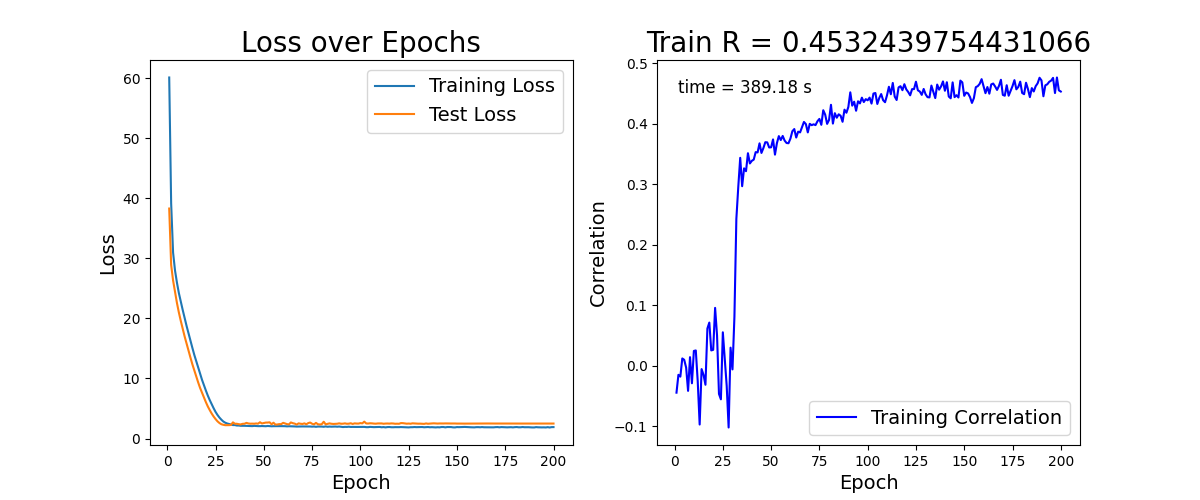 Loss over Epochs
Training Loss
Test Loss
60
50
40
30
20
10
0
Loss
0 25 50 75 100 125 150 175 200
Epoch
Train R = 0.4532439754431066
time = 389.18 s
Training Correlation
0.5
0.4
0.3
0.2
0.1
0.0
−0.1
Correlation
0 25 50 75 100 125 150 175 200
Epoch